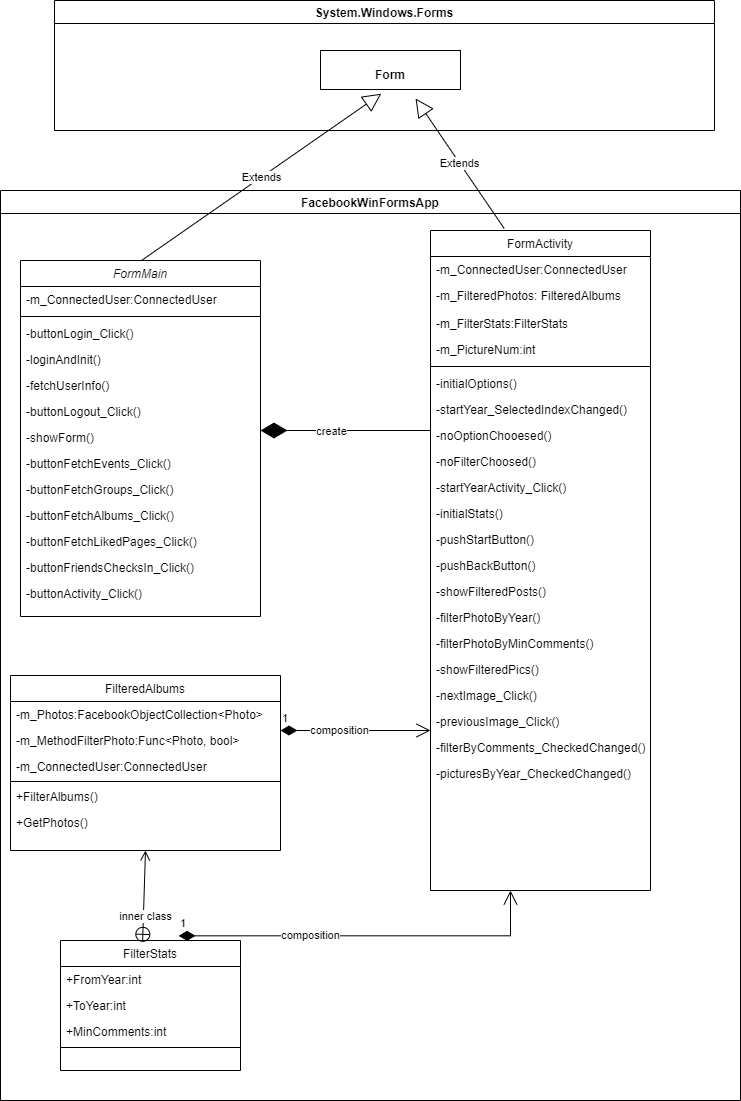 System.Windows.Forms
Form
Extends
Extends
FacebookWinFormsApp
FormMain
-m_ConnectedUser:ConnectedUser
-buttonLogin_Click()
-loginAndInit()
-fetchUserInfo()
-buttonLogout_Click()
-showForm()
-buttonFetchEvents_Click()
-buttonFetchGroups_Click()
-buttonFetchAlbums_Click()
-buttonFetchLikedPages_Click()
-buttonFriendsChecksIn_Click()
-buttonActivity_Click()
create
FormActivity
-m_ConnectedUser:ConnectedUser
-m_FilteredPhotos: FilteredAlbums
-m_FilterStats:FilterStats
-m_PictureNum:int
-initialOptions()
-startYear_SelectedIndexChanged()
-noOptionChooesed()
-noFilterChoosed()
-startYearActivity_Click()
-initialStats()
-pushStartButton()
-pushBackButton()
-showFilteredPosts()
-filterPhotoByYear()
-filterPhotoByMinComments()
-showFilteredPics()
-nextImage_Click()
-previousImage_Click()
-filterByComments_CheckedChanged()
-picturesByYear_CheckedChanged()
FilteredAlbums
-m_Photos:FacebookObjectCollection<Photo>
-m_MethodFilterPhoto:Func<Photo, bool>
-m_ConnectedUser:ConnectedUser
+FilterAlbums()
+GetPhotos()
1
composition
inner class
1
composition
FilterStats
+FromYear:int
+ToYear:int
+MinComments:int